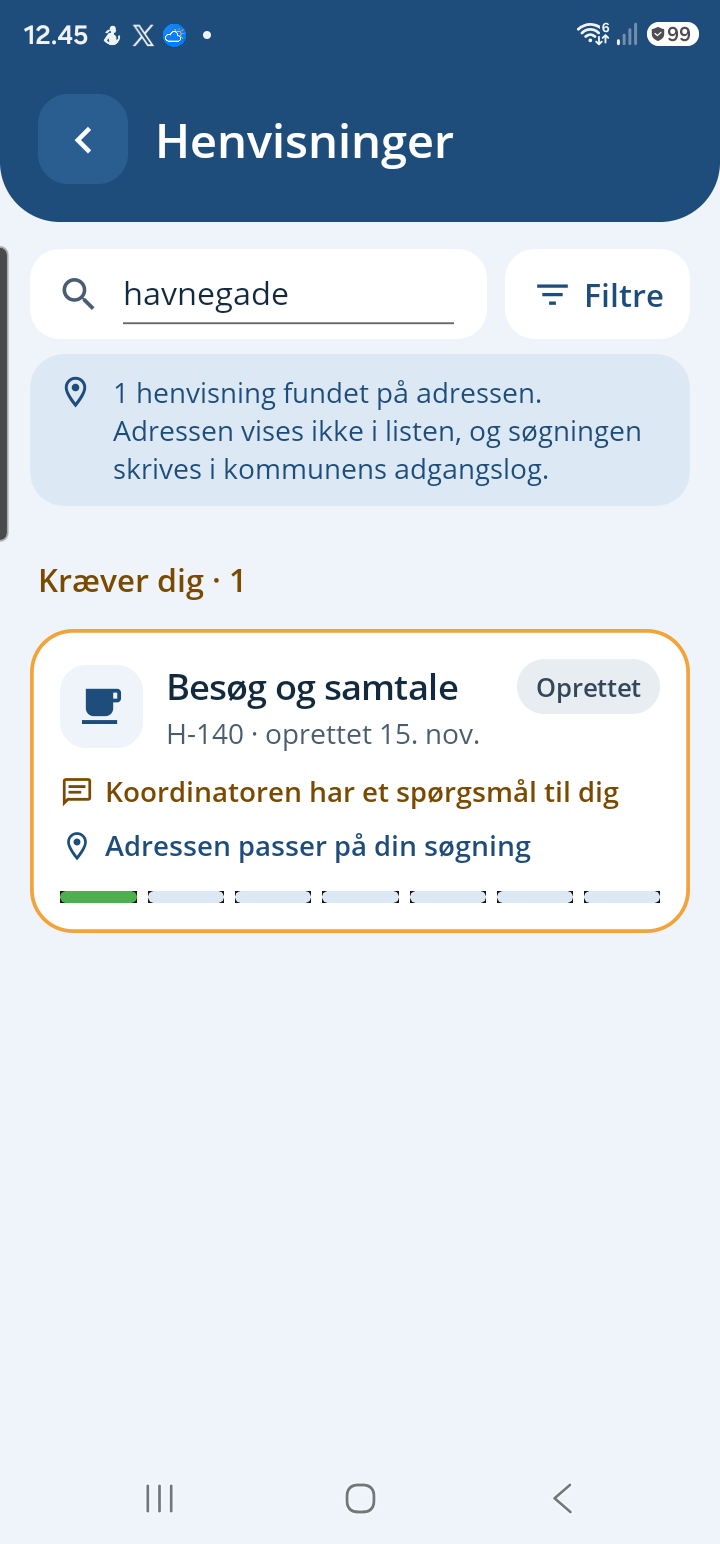 12.45
6
99
Henvisninger
havnegade
Filtre
1 henvisning fundet på adressen.
Adressen vises ikke i listen, og søgningen
skrives i kommunens adgangslog.
Kræver dig · 1
Besøg og samtale
Oprettet
H-140 · oprettet 15. nov.
Koordinatoren har et spørgsmål til dig
Adressen passer på din søgning